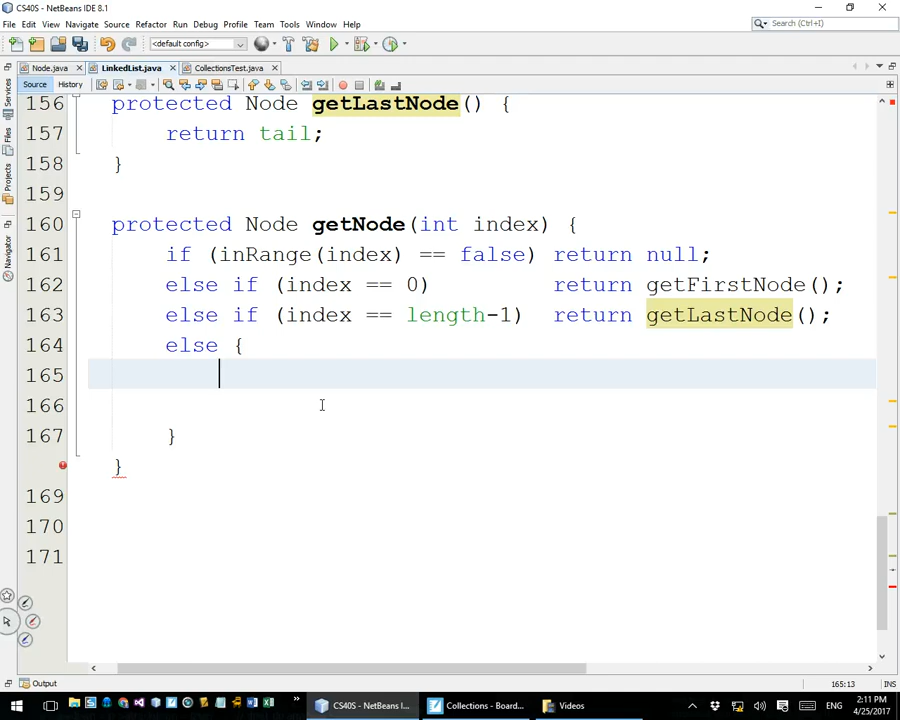 CS40S - NetBeans IDE 8.1
File Edit View Navigate Source Refactor Run Debug Profile Team Tools Window Help
Search (Ctrl+I)
<default config>
Node.java LinkedList.java CollectionsTest.java
Source History
Services
Files
Projects
Navigator
156 protected Node getLastNode() {
157 return tail;
158 }
159
160 protected Node getNode(int index) {
161 if (inRange(index) == false) return null;
162 else if (index == 0) return getFirstNode();
163 else if (index == length-1) return getLastNode();
164 else {
165
166
167 }
}
169
170
171
Output
165:13 INS
CS40S - NetBeans I... Collections - Board... Videos
ENG
2:11 PM
4/25/2017